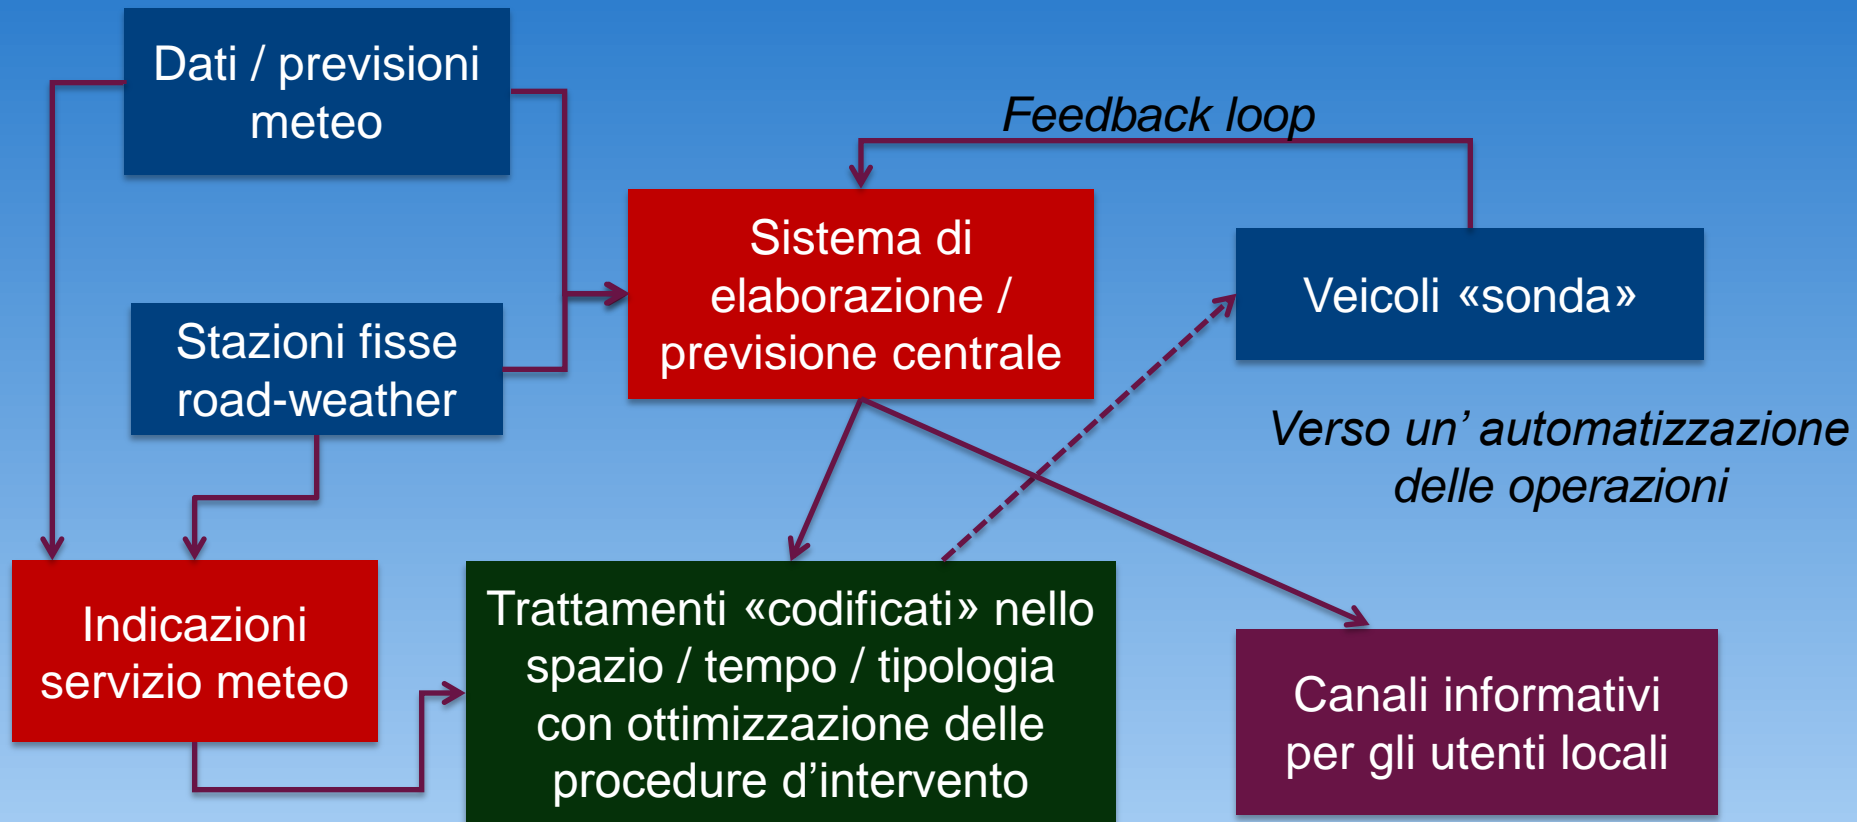 Dati / previsioni
meteo
Feedback loop
Sistema di
elaborazione /
previsione centrale
Veicoli «sonda»
Stazioni fisse
road-weather
Verso un’ automatizzazione
delle operazioni
Indicazioni
servizio meteo
Trattamenti «codificati» nello
spazio / tempo / tipologia
con ottimizzazione delle
procedure d’intervento
Canali informativi
per gli utenti locali